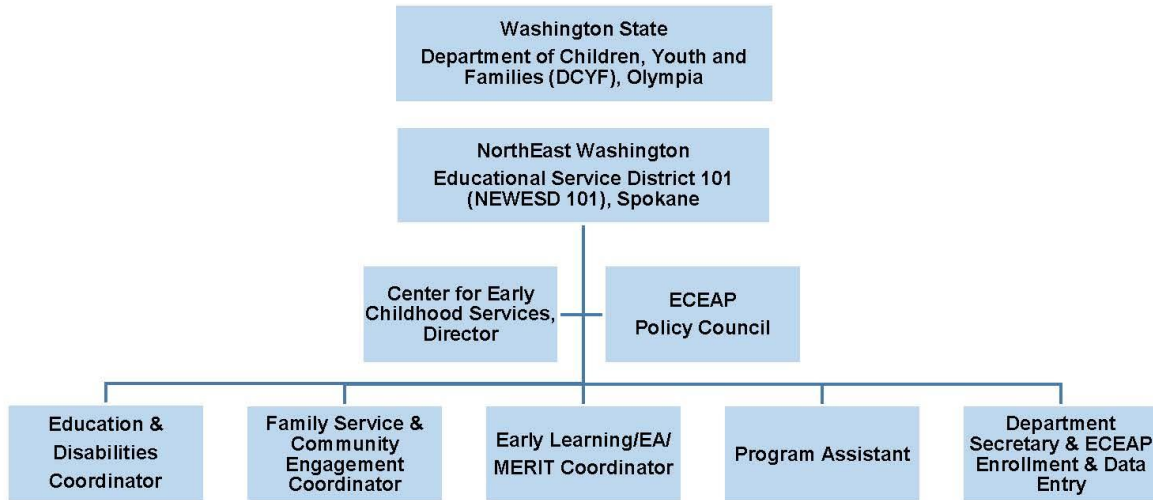 Washington State
Department of Children, Youth and
Families (DCYF), Olympia
NorthEast Washington
Educational Service District 101
(NEWESD 101), Spokane
Center for Early
Childhood Services,
Director
ECEAP
Policy Council
Education &
Disabilities
Coordinator
Family Service &
Community
Engagement
Coordinator
Early Learning/EA/
MERIT Coordinator
Program Assistant
Department
Secretary & ECEAP
Enrollment & Data
Entry